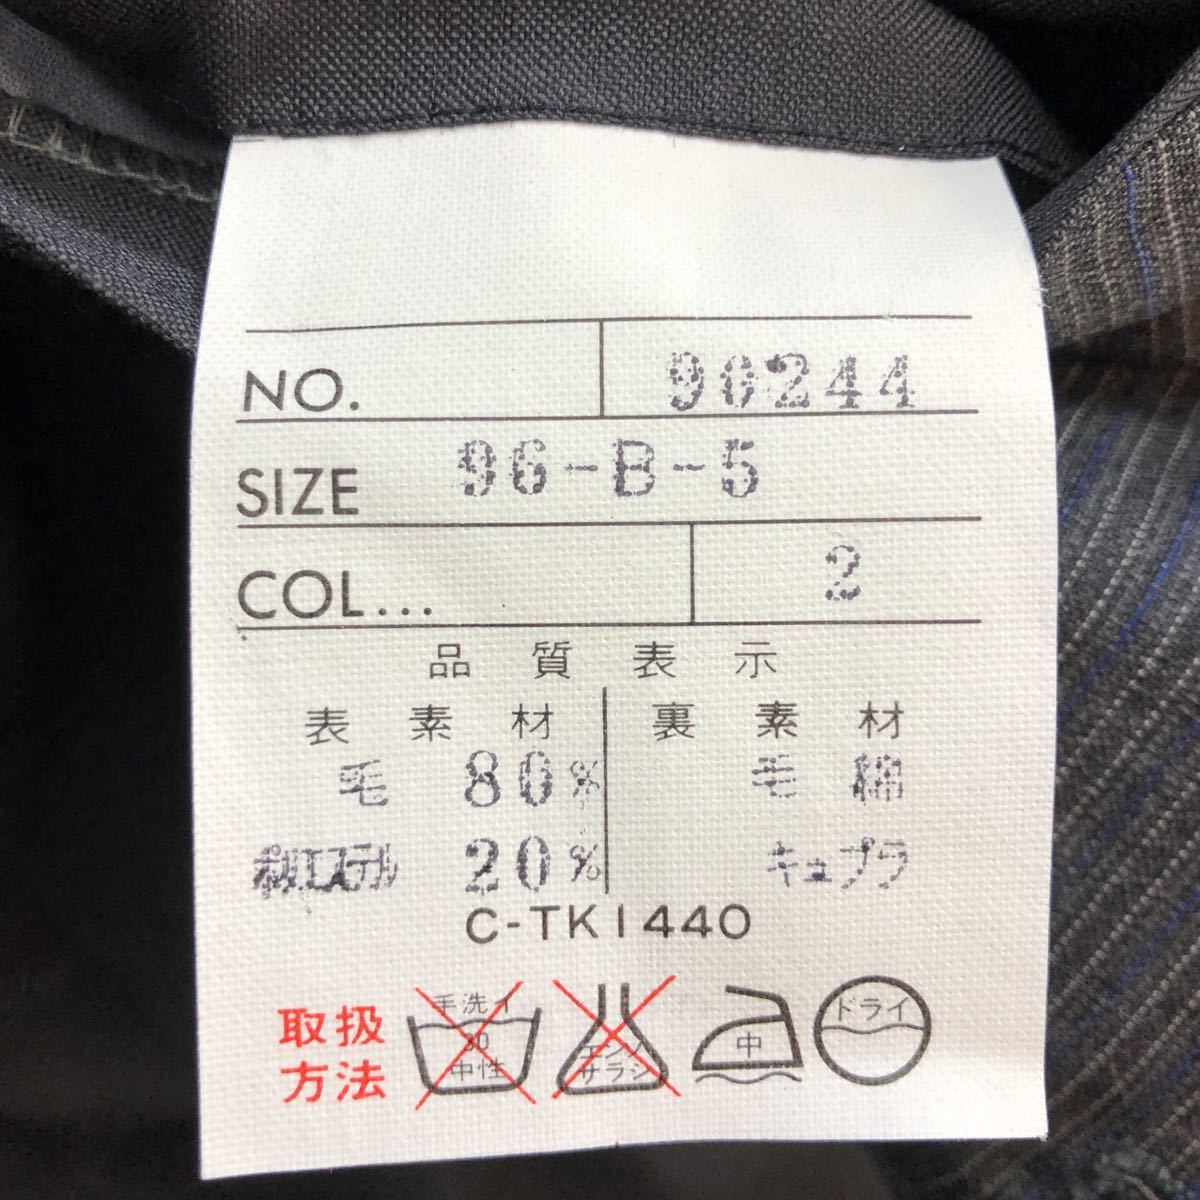 NO. 90244
SIZE 96-B-5
COL... 2
品質表示
表素材 裏素材
毛 80% 毛 綿
ポリエステル 20% キュプラ
C-TK1440
取扱
方法
手洗イ
30
中性
エンソ
サラシ
中
ドライ